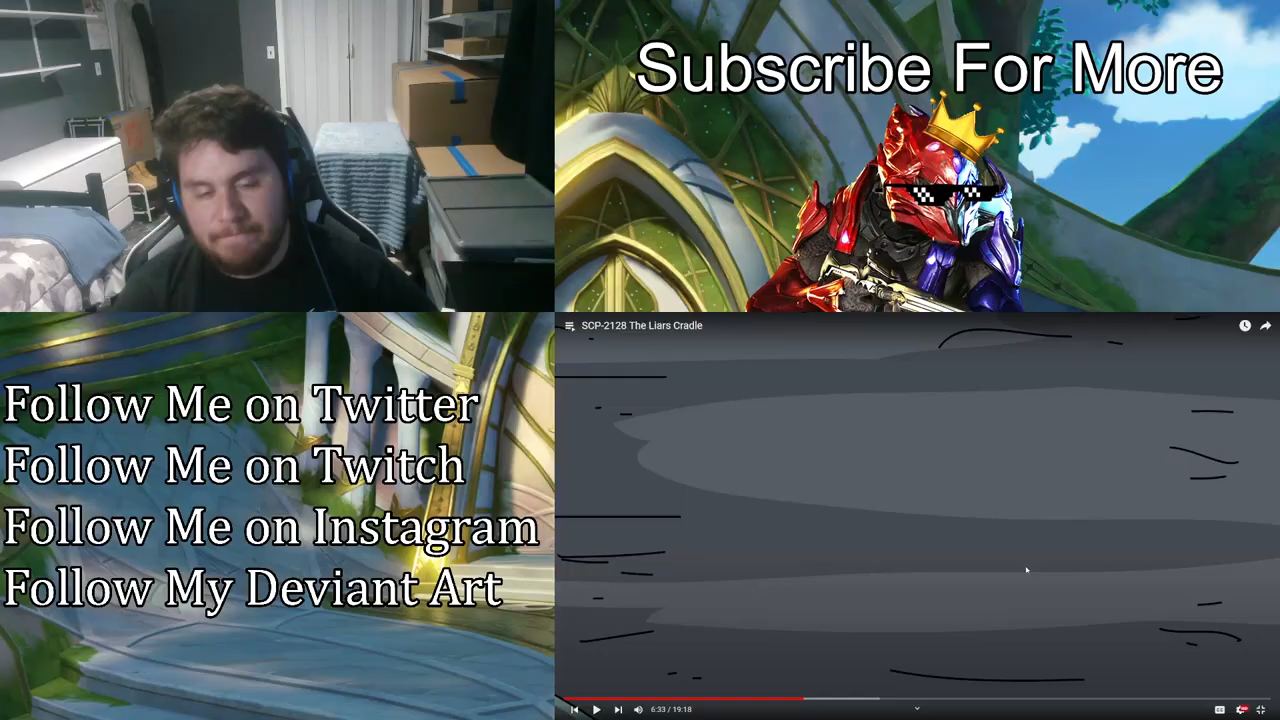 Subscribe For More
SCP-2128 The Liars Cradle
Follow Me on Twitter
Follow Me on Twitch
Follow Me on Instagram
Follow My Deviant Art
6:33 / 19:18